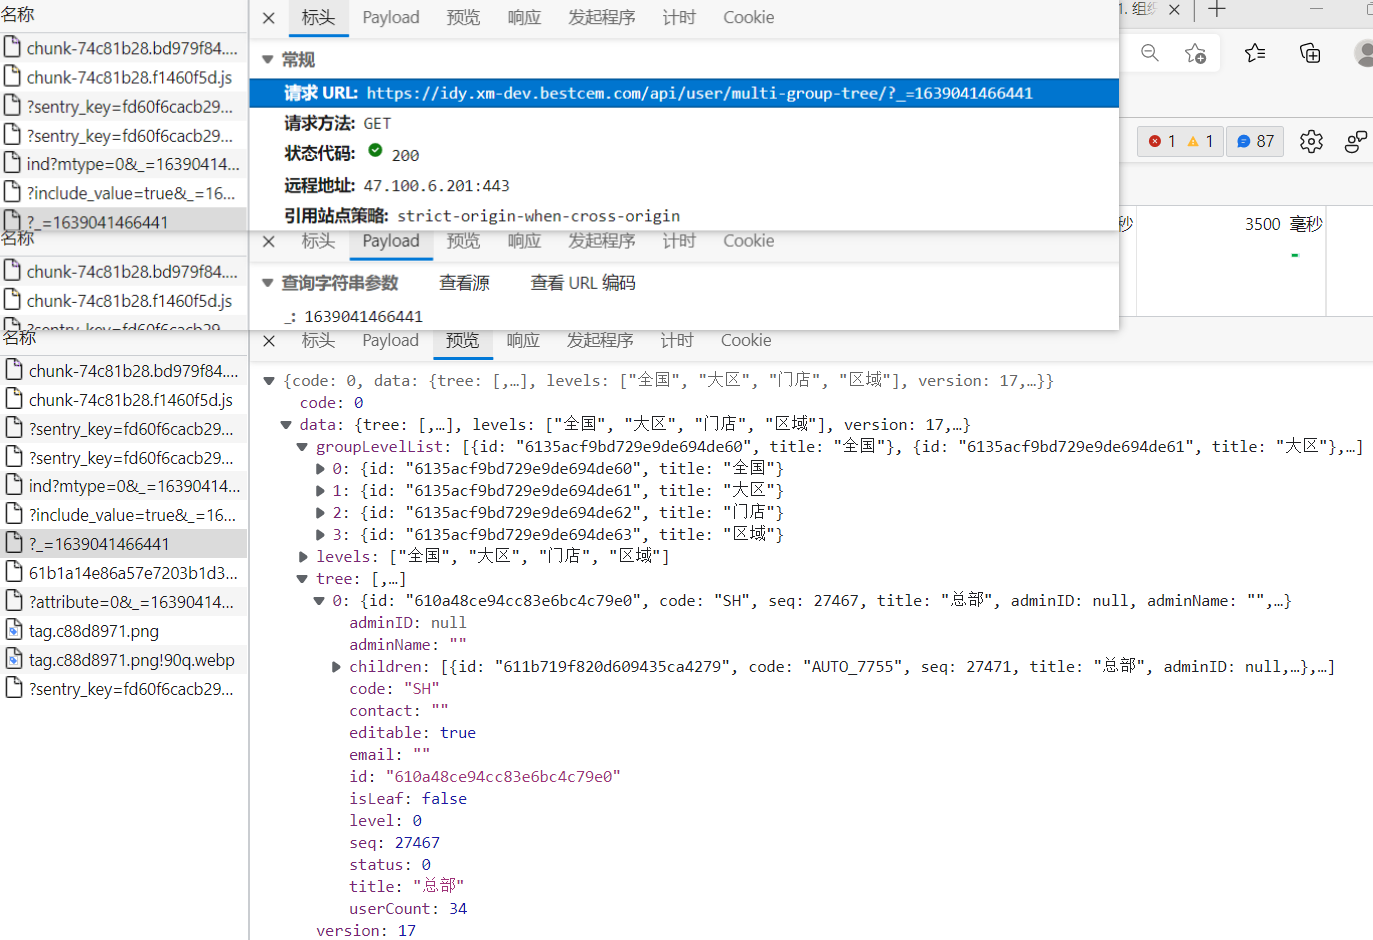 名称
chunk-74c81b28.bd979f84....
chunk-74c81b28.f1460f5d.js
?sentry_key=fd60f6cacb29...
?sentry_key=fd60f6cacb29...
ind?mtype=0&_=16390414...
?include_value=true&_=16...
?_=1639041466441
标头 Payload 预览 响应 发起程序 计时 Cookie
常规
请求 URL: https://idy.xm-dev.bestcem.com/api/user/multi-group-tree/?_=1639041466441
请求方法: GET
状态代码: 200
远程地址: 47.100.6.201:443
引用站点策略: strict-origin-when-cross-origin
1. 组织
1 1 87
秒 3500 毫秒
名称
chunk-74c81b28.bd979f84....
chunk-74c81b28.f1460f5d.js
?sentry_key=fd60f6cacb29...
标头 Payload 预览 响应 发起程序 计时 Cookie
查询字符串参数 查看源 查看 URL 编码
_: 1639041466441
名称
chunk-74c81b28.bd979f84....
chunk-74c81b28.f1460f5d.js
?sentry_key=fd60f6cacb29...
?sentry_key=fd60f6cacb29...
ind?mtype=0&_=16390414...
?include_value=true&_=16...
?_=1639041466441
61b1a14e86a57e7203b1d3...
?attribute=0&_=16390414...
tag.c88d8971.png
tag.c88d8971.png!90q.webp
?sentry_key=fd60f6cacb29...
标头 Payload 预览 响应 发起程序 计时 Cookie
{code: 0, data: {tree: [,…], levels: ["全国", "大区", "门店", "区域"], version: 17,…}}
code: 0
data: {tree: [,…], levels: ["全国", "大区", "门店", "区域"], version: 17,…}
groupLevelList: [{id: "6135acf9bd729e9de694de60", title: "全国"}, {id: "6135acf9bd729e9de694de61", title: "大区"},…]
0: {id: "6135acf9bd729e9de694de60", title: "全国"}
1: {id: "6135acf9bd729e9de694de61", title: "大区"}
2: {id: "6135acf9bd729e9de694de62", title: "门店"}
3: {id: "6135acf9bd729e9de694de63", title: "区域"}
levels: ["全国", "大区", "门店", "区域"]
tree: [,…]
0: {id: "610a48ce94cc83e6bc4c79e0", code: "SH", seq: 27467, title: "总部", adminID: null, adminName: "",…}
adminID: null
adminName: ""
children: [{id: "611b719f820d609435ca4279", code: "AUTO_7755", seq: 27471, title: "总部", adminID: null,…},…]
code: "SH"
contact: ""
editable: true
email: ""
id: "610a48ce94cc83e6bc4c79e0"
isLeaf: false
level: 0
seq: 27467
status: 0
title: "总部"
userCount: 34
version: 17